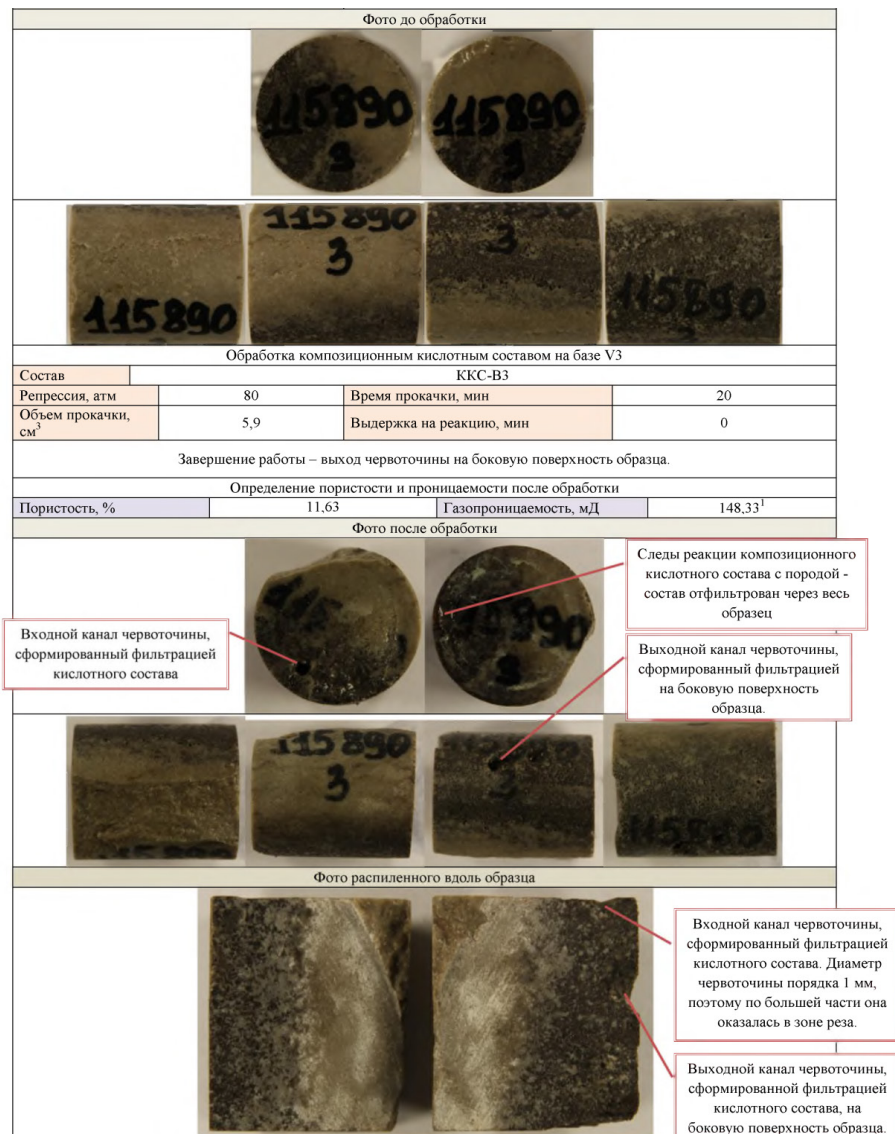 Фото до обработки
115890
3
115890
3
115890
115890
3
3
115890
Обработка композиционным кислотным составом на базе V3
Состав ККС-В3
Репрессия, атм 80 Время прокачки, мин 20
Объем прокачки, см³ 5,9 Выдержка на реакцию, мин 0
Завершение работы – выход червоточины на боковую поверхность образца.
Определение пористости и проницаемости после обработки
Пористость, % 11,63 Газопроницаемость, мД 148,33¹
Фото после обработки
Входной канал червоточины,
сформированный фильтрацией
кислотного состава
Следы реакции композиционного
кислотного состава с породой -
состав отфильтрован через весь
образец
Выходной канал червоточины,
сформированный фильтрацией
на боковую поверхность
образца.
115890
3
3
115890
Фото распиленного вдоль образца
Входной канал червоточины,
сформированный фильтрацией
кислотного состава. Диаметр
червоточины порядка 1 мм,
поэтому по большей части она
оказалась в зоне реза.
Выходной канал червоточины,
сформированной фильтрацией
кислотного состава, на
боковую поверхность образца.